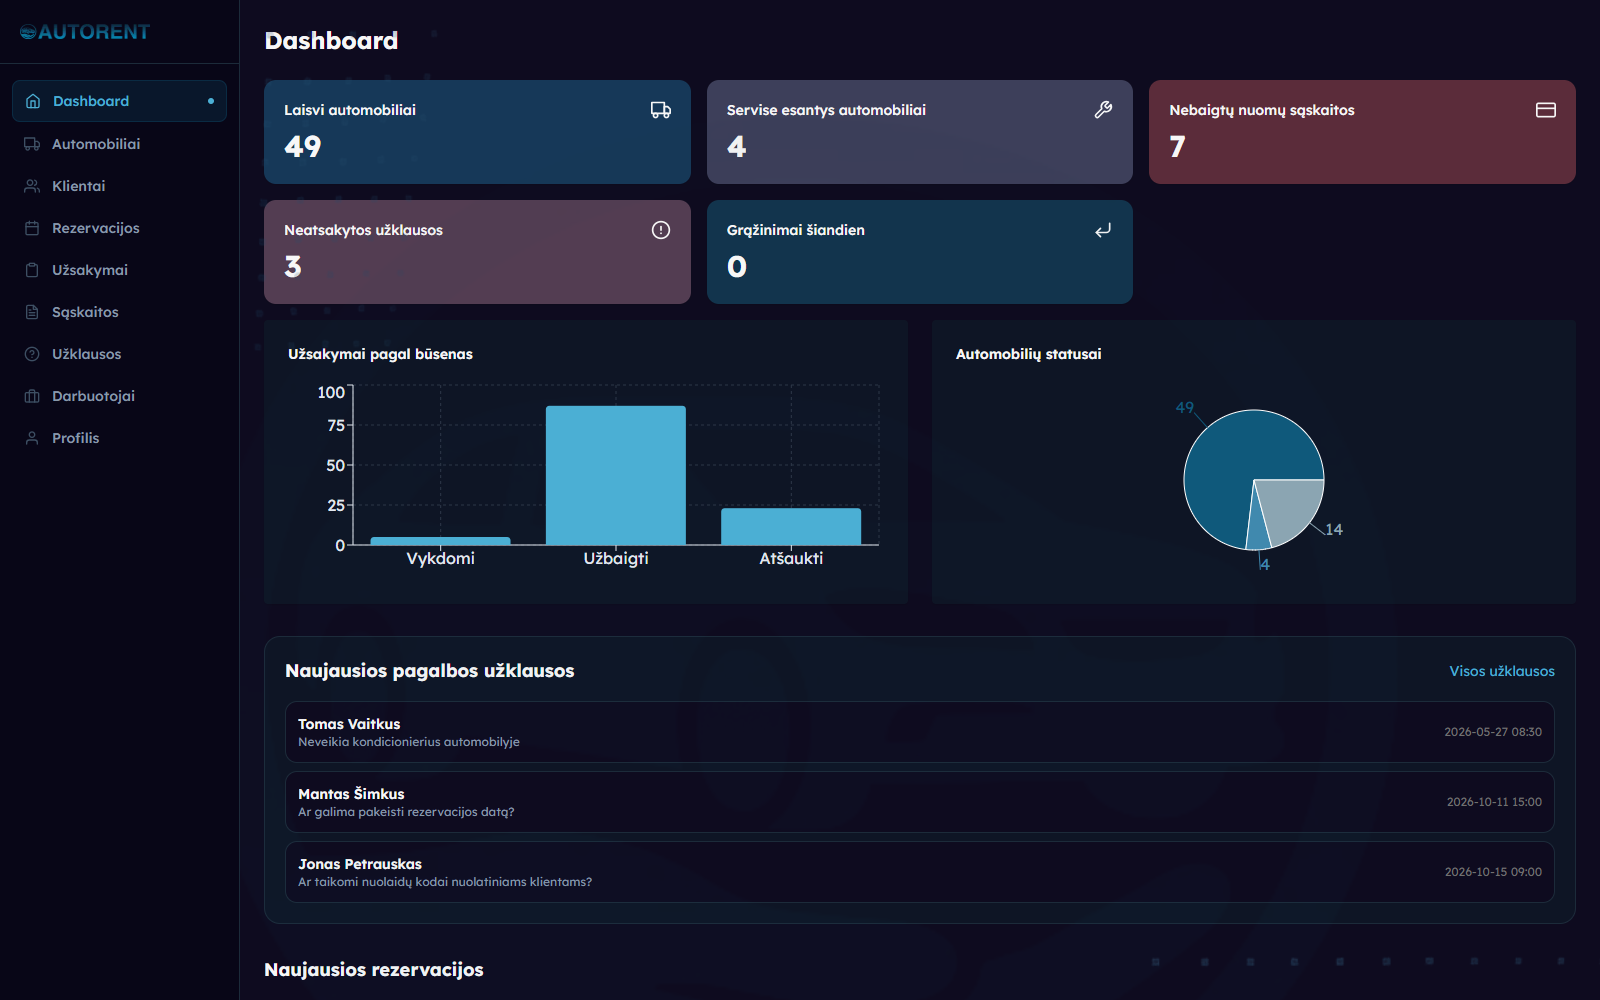 AUTORENT
Dashboard
Automobiliai
Klientai
Rezervacijos
Užsakymai
Sąskaitos
Užklausos
Darbuotojai
Profilis
Dashboard
Laisvi automobiliai
49
Servise esantys automobiliai
4
Nebaigtų nuomų sąskaitos
7
Neatsakytos užklausos
3
Grąžinimai šiandien
0
Užsakymai pagal būsenas
100
75
50
25
0
Vykdomi
Užbaigti
Atšaukti
Automobilių statusai
49
14
4
Naujausios pagalbos užklausos
Visos užklausos
Tomas Vaitkus
Neveikia kondicionierius automobilyje
2026-05-27 08:30
Mantas Šimkus
Ar galima pakeisti rezervacijos datą?
2026-10-11 15:00
Jonas Petrauskas
Ar taikomi nuolaidų kodai nuolatiniams klientams?
2026-10-15 09:00
Naujausios rezervacijos